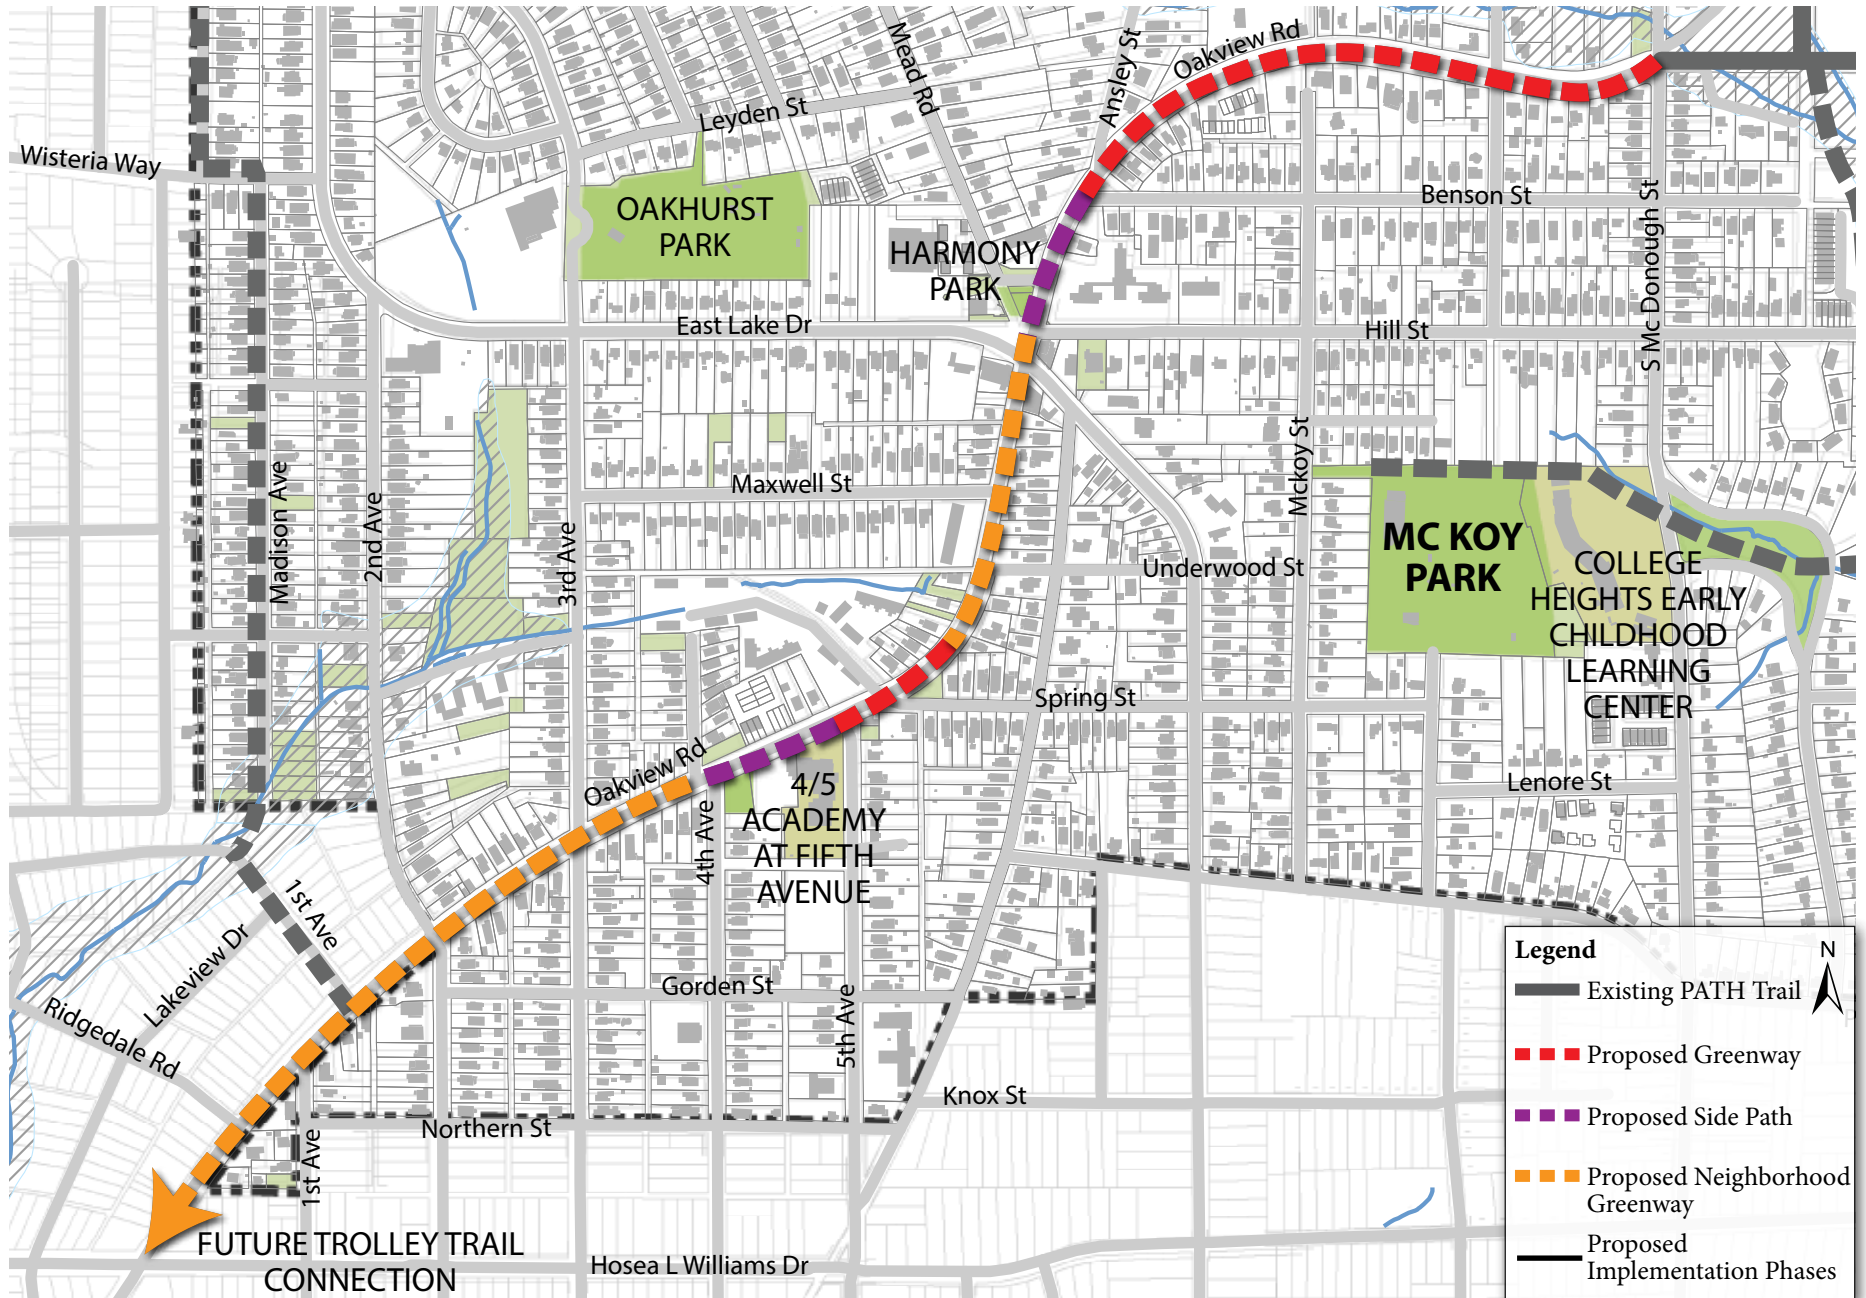 Oakview Rd
Mead Rd
Ansley St
Leyden St
Wisteria Way
Benson St
S Mc Donough St
OAKHURST
PARK
HARMONY
PARK
East Lake Dr
Hill St
Mckoy St
Maxwell St
Madison Ave
2nd Ave
3rd Ave
MC KOY
PARK
Underwood St
COLLEGE
HEIGHTS EARLY
CHILDHOOD
LEARNING
CENTER
Spring St
Oakview Rd
4th Ave
4/5
ACADEMY
AT FIFTH
AVENUE
Lenore St
1st Ave
Lakeview Dr
Ridgedale Rd
Gorden St
5th Ave
Knox St
Northern St
1st Ave
FUTURE TROLLEY TRAIL
CONNECTION
Hosea L Williams Dr
Legend
N
Existing PATH Trail
Proposed Greenway
Proposed Side Path
Proposed Neighborhood
Greenway
Proposed
Implementation Phases